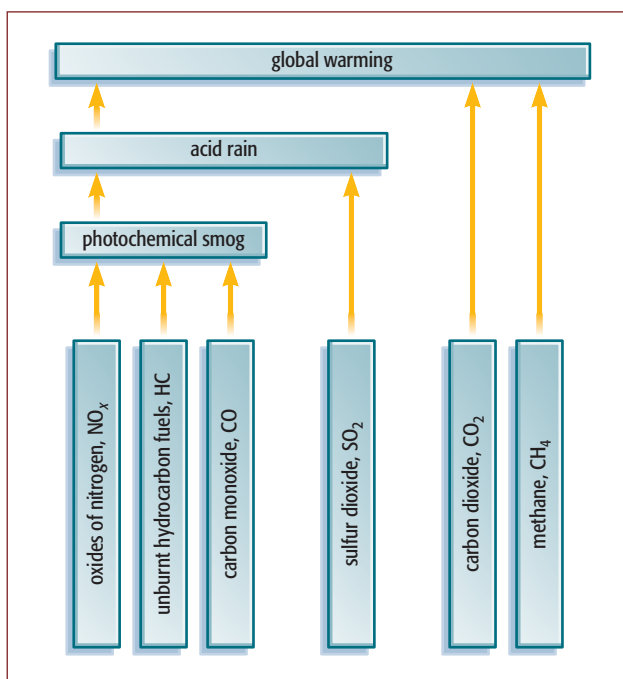 global warming
acid rain
photochemical smog
oxides of nitrogen, NOₓ
unburnt hydrocarbon fuels, HC
carbon monoxide, CO
sulfur dioxide, SO₂
carbon dioxide, CO₂
methane, CH₄